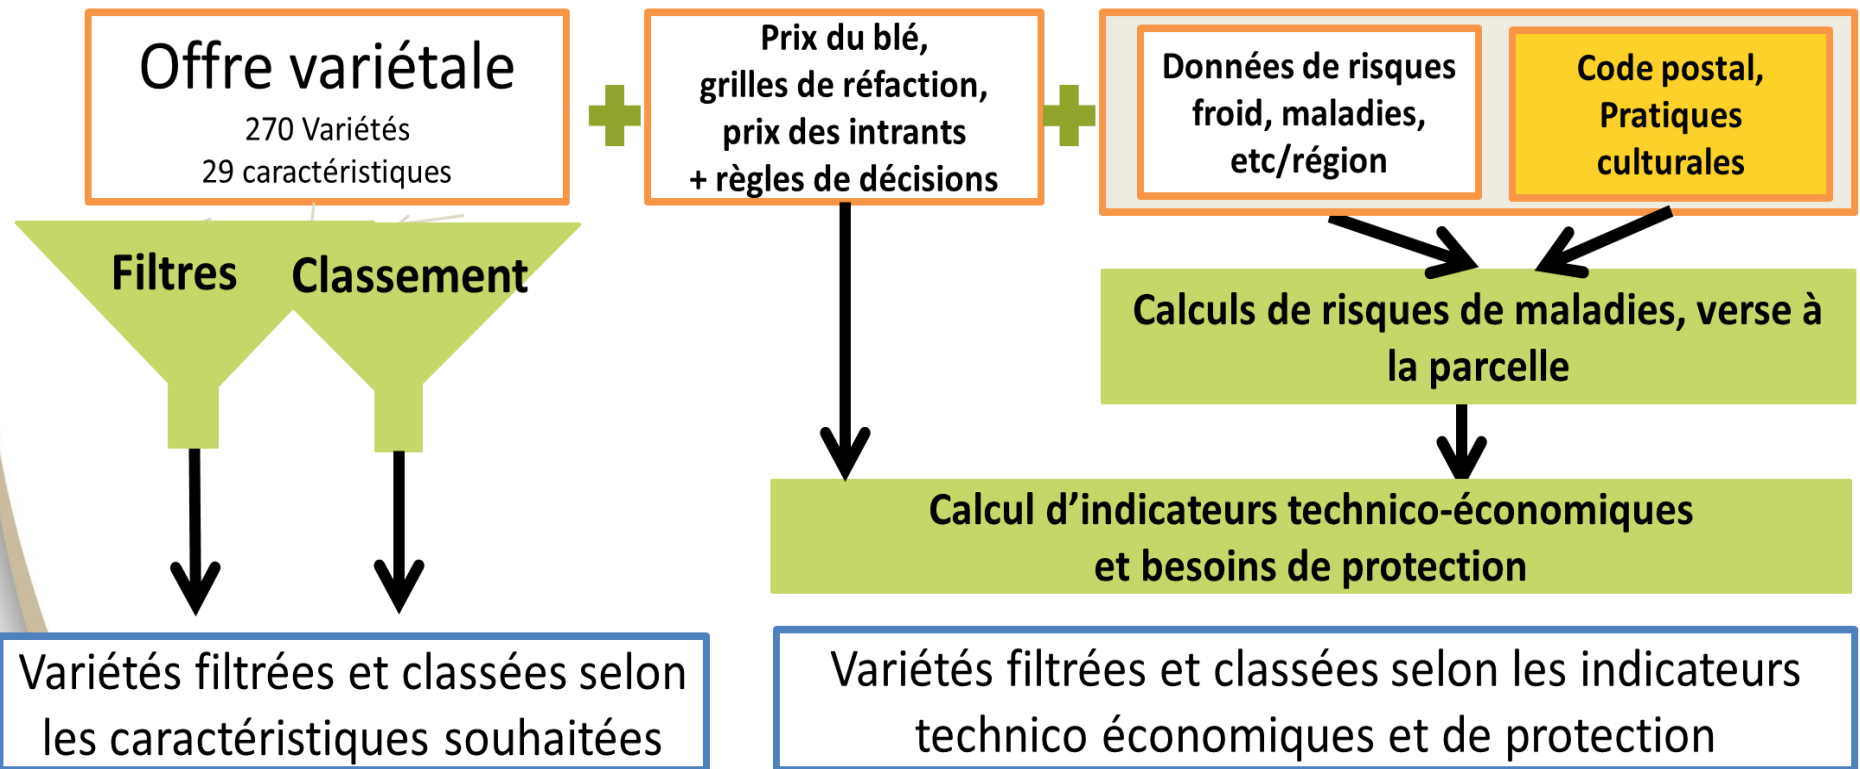 Offre variétale
270 Variétés
29 caractéristiques
Prix du blé,
grilles de réfaction,
prix des intrants
+ règles de décisions
Données de risques
froid, maladies,
etc/région
Code postal,
Pratiques
culturales
Filtres
Classement
Calculs de risques de maladies, verse à
la parcelle
Calcul d’indicateurs technico-économiques
et besoins de protection
Variétés filtrées et classées selon
les caractéristiques souhaitées
Variétés filtrées et classées selon les indicateurs
technico économiques et de protection